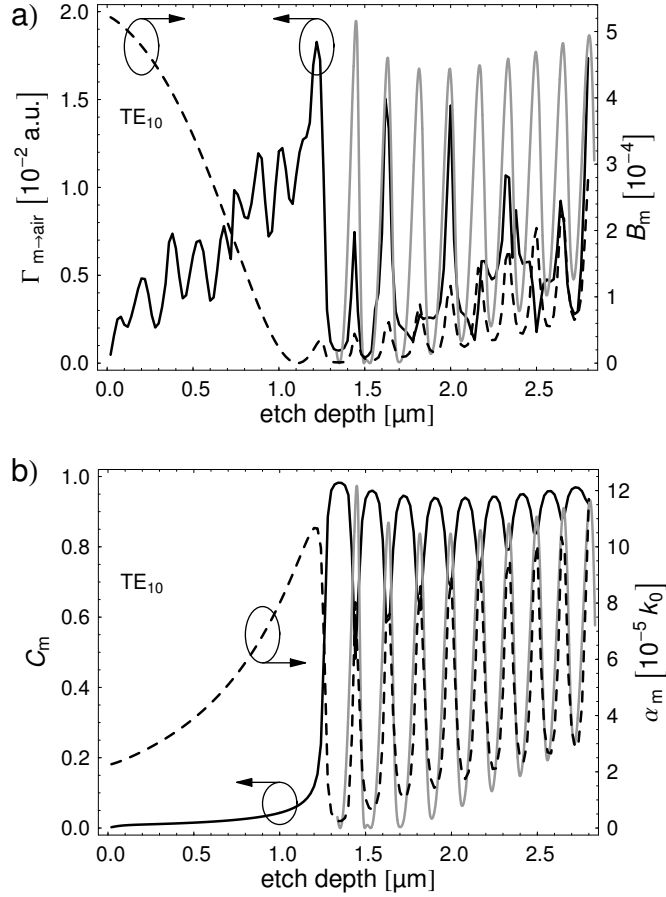 a)
2.0
1.5
1.0
0.5
0.0
Γ m→air [10⁻² a.u.]
TE₁₀
5
4
3
2
1
0
B_m [10⁻⁴]
0.0 0.5 1.0 1.5 2.0 2.5
etch depth [µm]
b)
1.0
0.8
0.6
0.4
0.2
0.0
C_m
TE₁₀
12
10
8
6
4
2
0
α_m [10⁻⁵ k₀]
0.0 0.5 1.0 1.5 2.0 2.5
etch depth [µm]